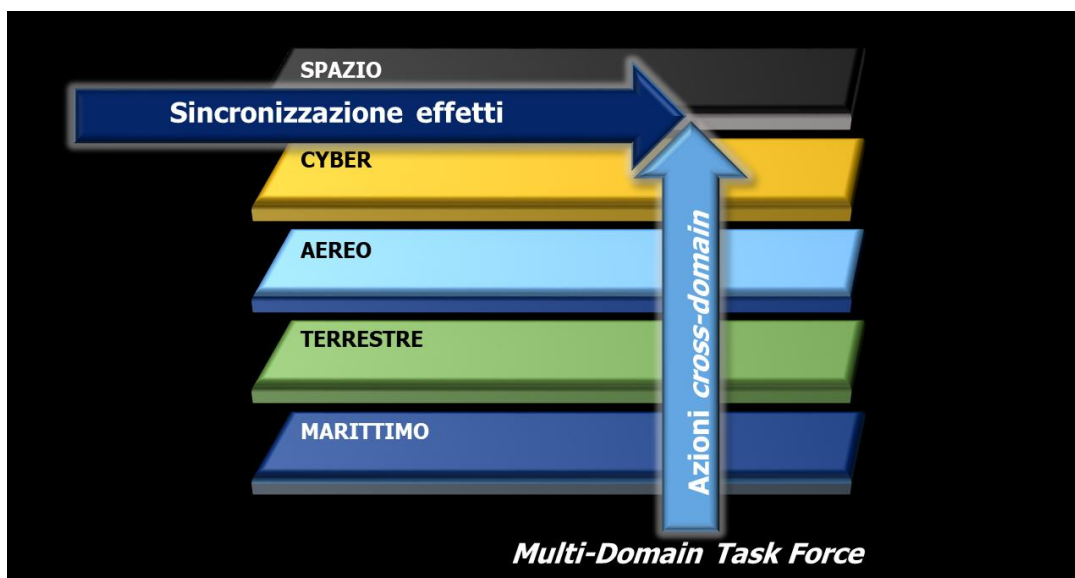 SPAZIO
Sincronizzazione effetti
CYBER
AEREO
TERRESTRE
MARITTIMO
Azioni cross-domain
Multi-Domain Task Force